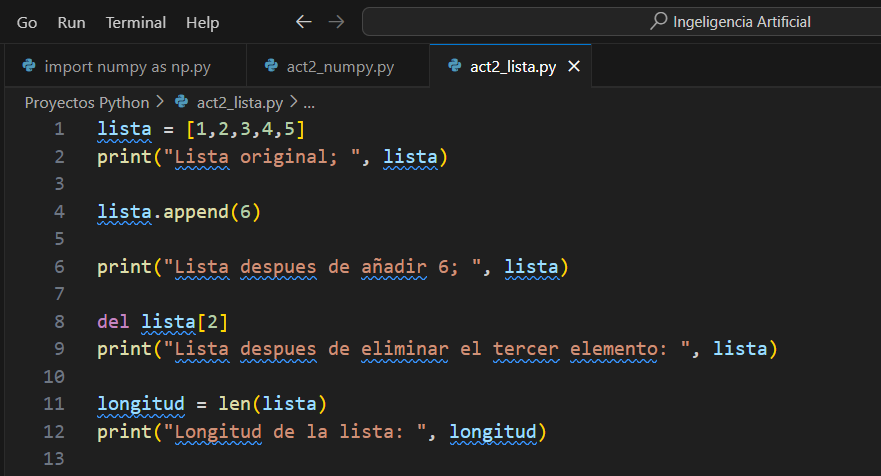 Go Run Terminal Help ← → Ingeligencia Artificial
import numpy as np.py act2_numpy.py act2_lista.py ×
Proyectos Python > act2_lista.py > ...
1 lista = [1,2,3,4,5]
2 print("Lista original; ", lista)
3
4 lista.append(6)
5
6 print("Lista despues de añadir 6; ", lista)
7
8 del lista[2]
9 print("Lista despues de eliminar el tercer elemento: ", lista)
10
11 longitud = len(lista)
12 print("Longitud de la lista: ", longitud)
13